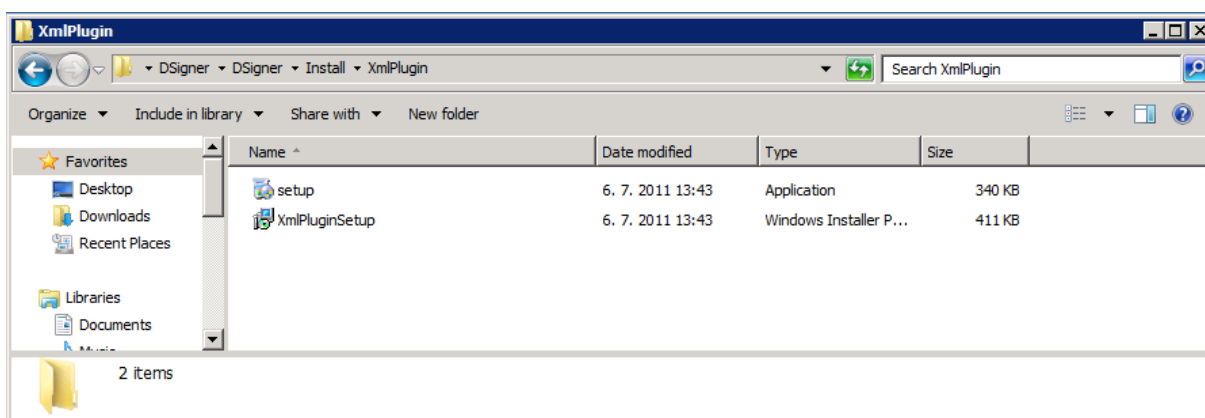 XmlPlugin
DSigner DSigner Install XmlPlugin Search XmlPlugin
Organize Include in library Share with New folder
Favorites
Desktop
Downloads
Recent Places
Libraries
Documents
Name Date modified Type Size
setup 6. 7. 2011 13:43 Application 340 KB
XmlPluginSetup 6. 7. 2011 13:43 Windows Installer P... 411 KB
2 items